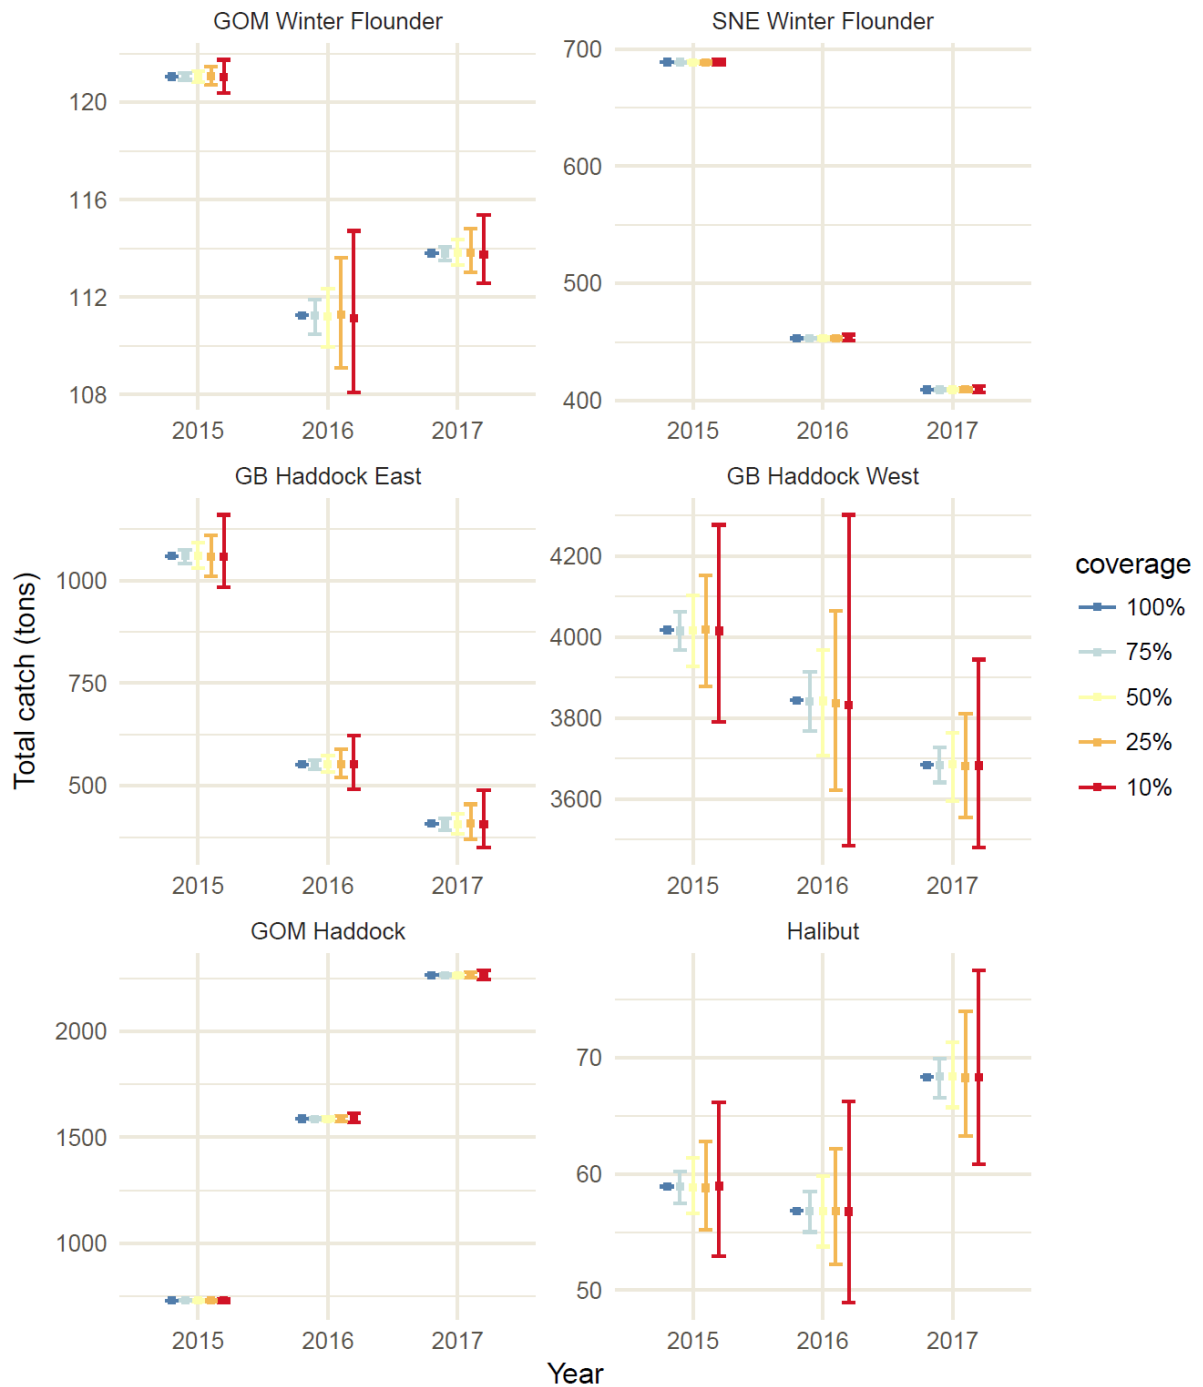 GOM Winter Flounder
SNE Winter Flounder
120
116
112
108
2015 2016 2017
700
600
500
400
2015 2016 2017
GB Haddock East
GB Haddock West
1000
750
500
2015 2016 2017
4200
4000
3800
3600
2015 2016 2017
GOM Haddock
Halibut
2000
1500
1000
2015 2016 2017
70
60
50
2015 2016 2017
Total catch (tons)
Year
coverage
100%
75%
50%
25%
10%